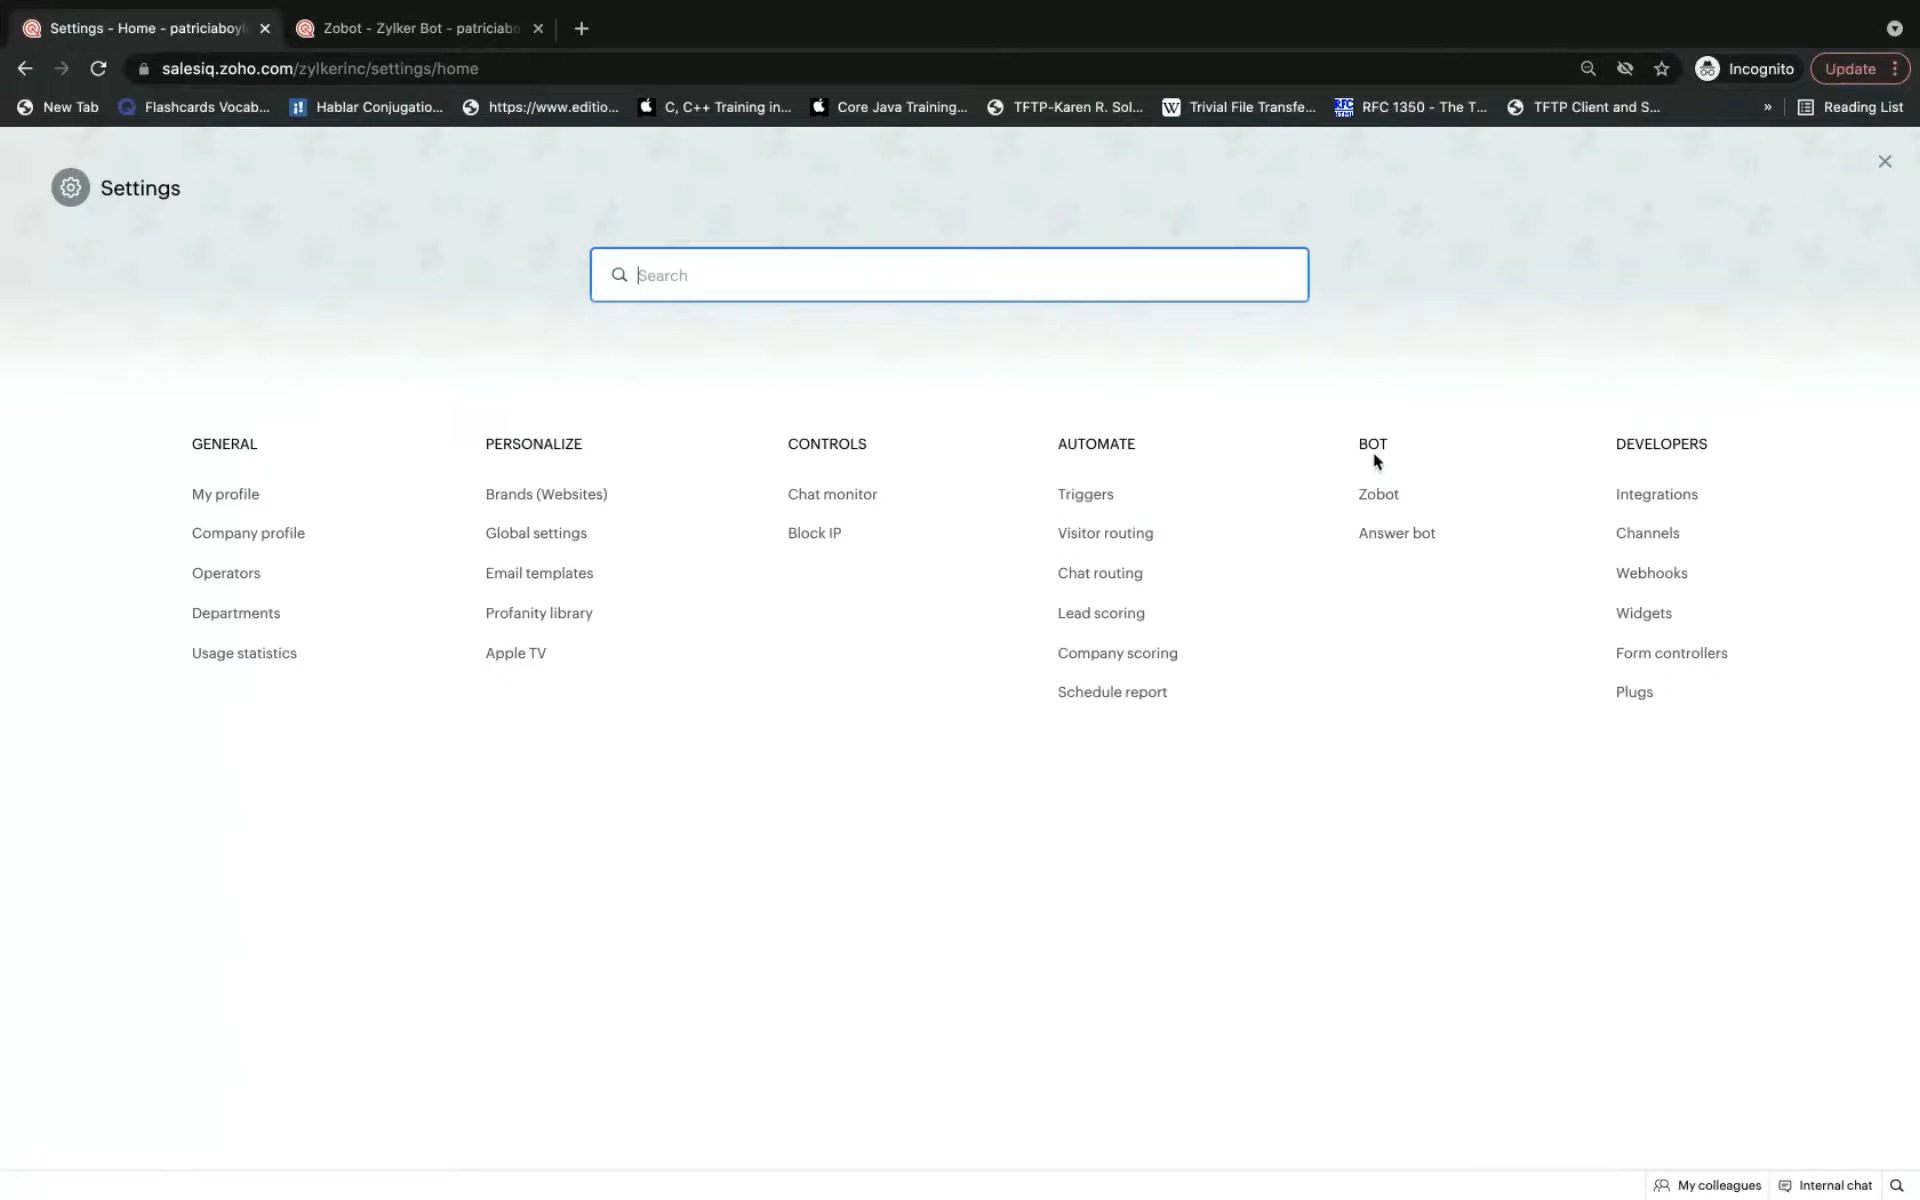 Settings - Home - patriciaboyl
Zobot - Zylker Bot - patriciabo
salesiq.zoho.com/zylkerinc/settings/home
Incognito
Update
New Tab
Flashcards Vocab...
Hablar Conjugatio...
https://www.editio...
C, C++ Training in...
Core Java Training...
TFTP-Karen R. Sol...
Trivial File Transfe...
RFC 1350 - The T...
TFTP Client and S...
»
Reading List
Settings
Search
GENERAL
My profile
Company profile
Operators
Departments
Usage statistics
PERSONALIZE
Brands (Websites)
Global settings
Email templates
Profanity library
Apple TV
CONTROLS
Chat monitor
Block IP
AUTOMATE
Triggers
Visitor routing
Chat routing
Lead scoring
Company scoring
Schedule report
BOT
Zobot
Answer bot
DEVELOPERS
Integrations
Channels
Webhooks
Widgets
Form controllers
Plugs
My colleagues
Internal chat